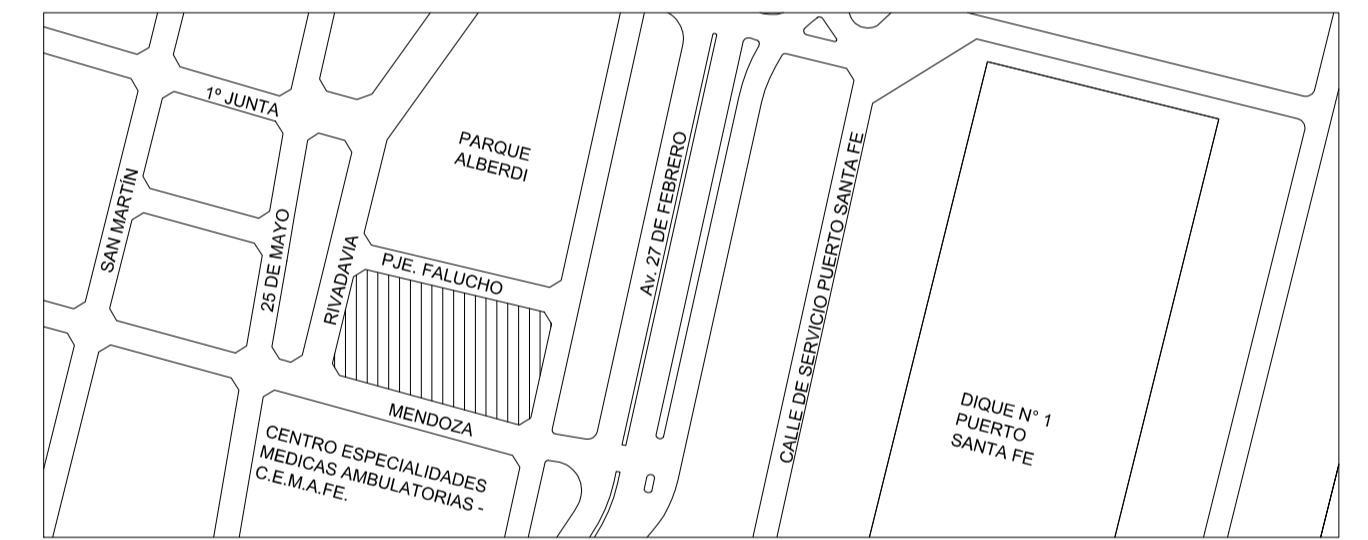 1º JUNTA
SAN MARTÍN
25 DE MAYO
RIVADAVIA
PARQUE
ALBERDI
PJE. FALUCHO
MENDOZA
CENTRO ESPECIALIDADES
MEDICAS AMBULATORIAS -
C.E.M.A.FE.
Av. 27 DE FEBRERO
CALLE DE SERVICIO PUERTO SANTA FE
DIQUE N° 1
PUERTO
SANTA FE